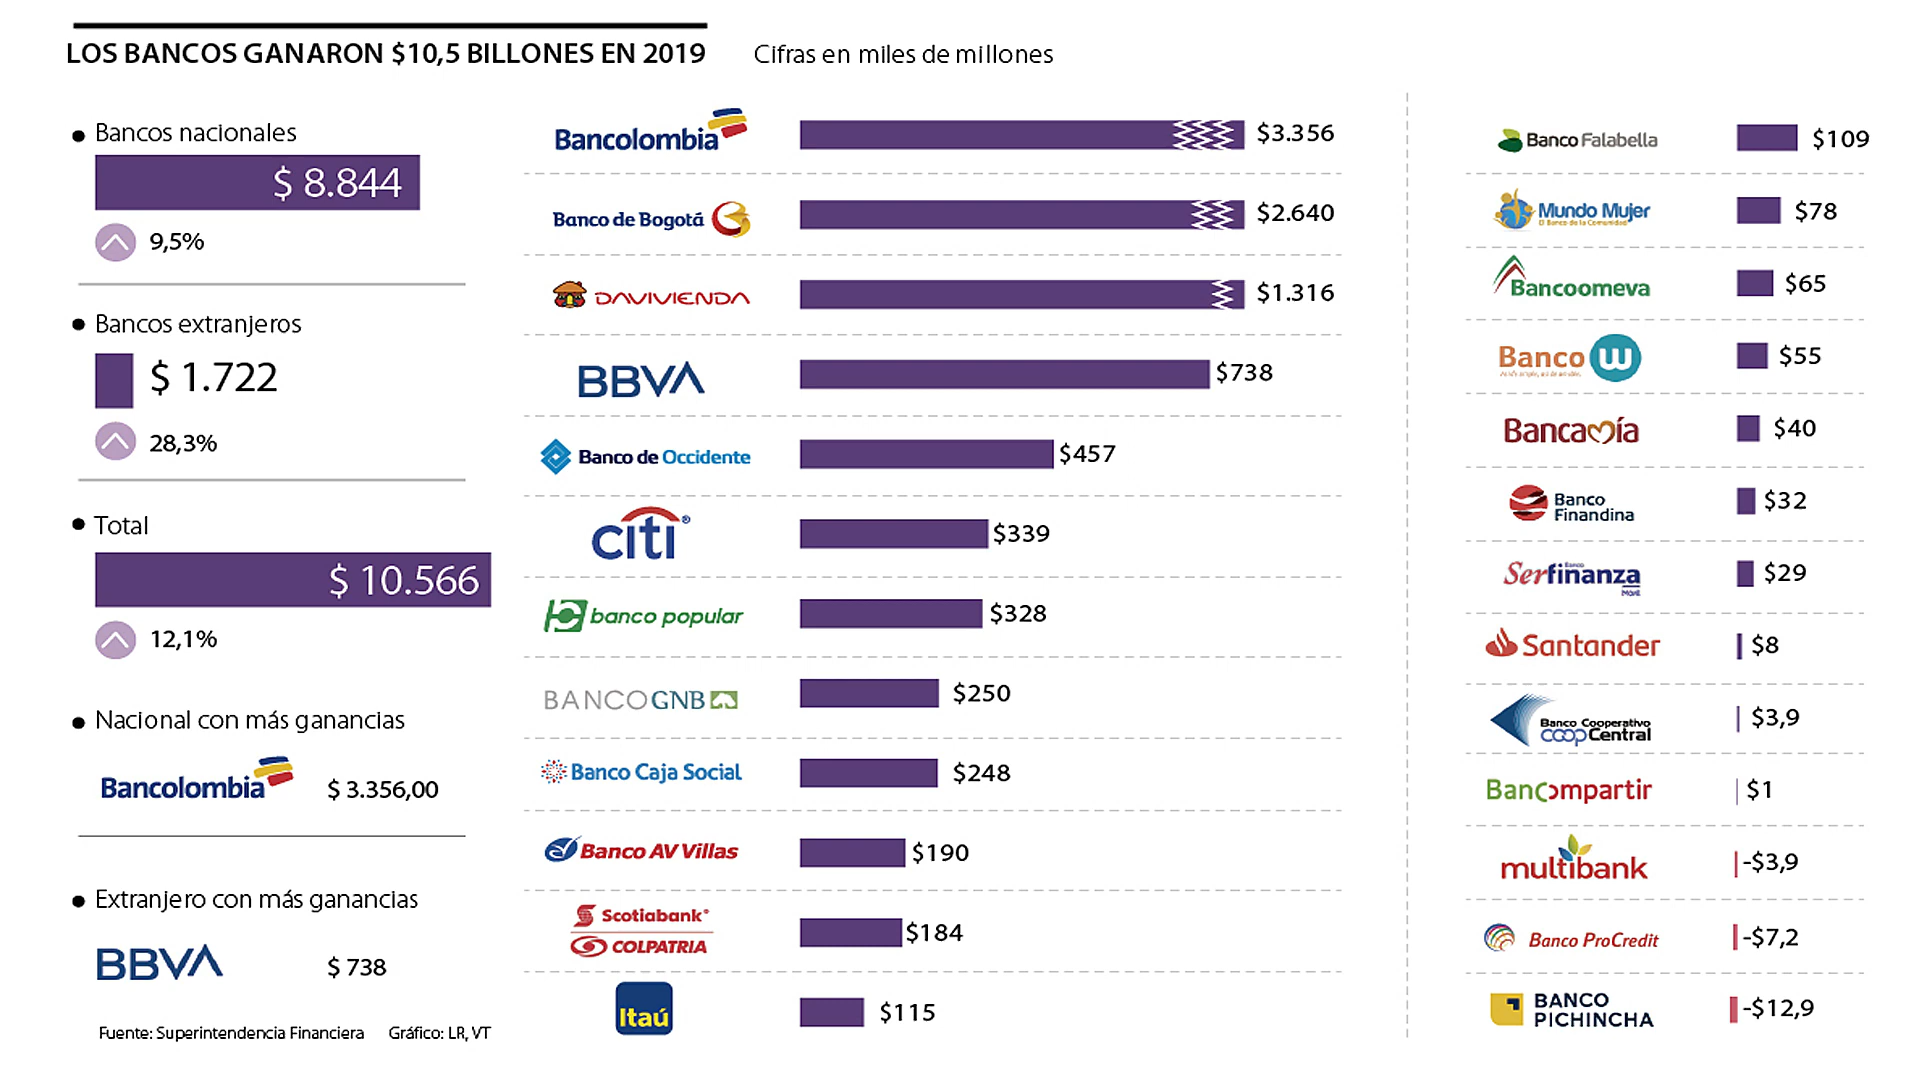 LOS BANCOS GANARON $10,5 BILLONES EN 2019
Cifras en miles de millones
Bancos nacionales
$ 8.844
9,5%
Bancos extranjeros
$ 1.722
28,3%
Total
$ 10.566
12,1%
Nacional con más ganancias
Bancolombia
$ 3.356,00
Extranjero con más ganancias
BBVA
$ 738
Fuente: Superintendencia Financiera
Gráfico: LR, VT
Bancolombia
$3.356
Banco de Bogotá
$2.640
DAVIVIENDA
$1.316
BBVA
$738
Banco de Occidente
$457
citi®
$339
banco popular
$328
BANCO GNB
$250
Banco Caja Social
$248
Banco AV Villas
$190
Scotiabank®
COLPATRIA
$184
Itaú
$115
Banco Falabella
$109
Mundo Mujer
El Banco de la Comunidad
$78
Bancoomeva
$65
Banco W
$55
Bancamía
$40
Banco
Finandina
$32
Banco
Serfinanza
$29
Santander
$8
Banco Cooperativo
coopCentral
$3,9
Bancompartir
$1
multibank
-$3,9
Banco ProCredit
-$7,2
BANCO
PICHINCHA
-$12,9